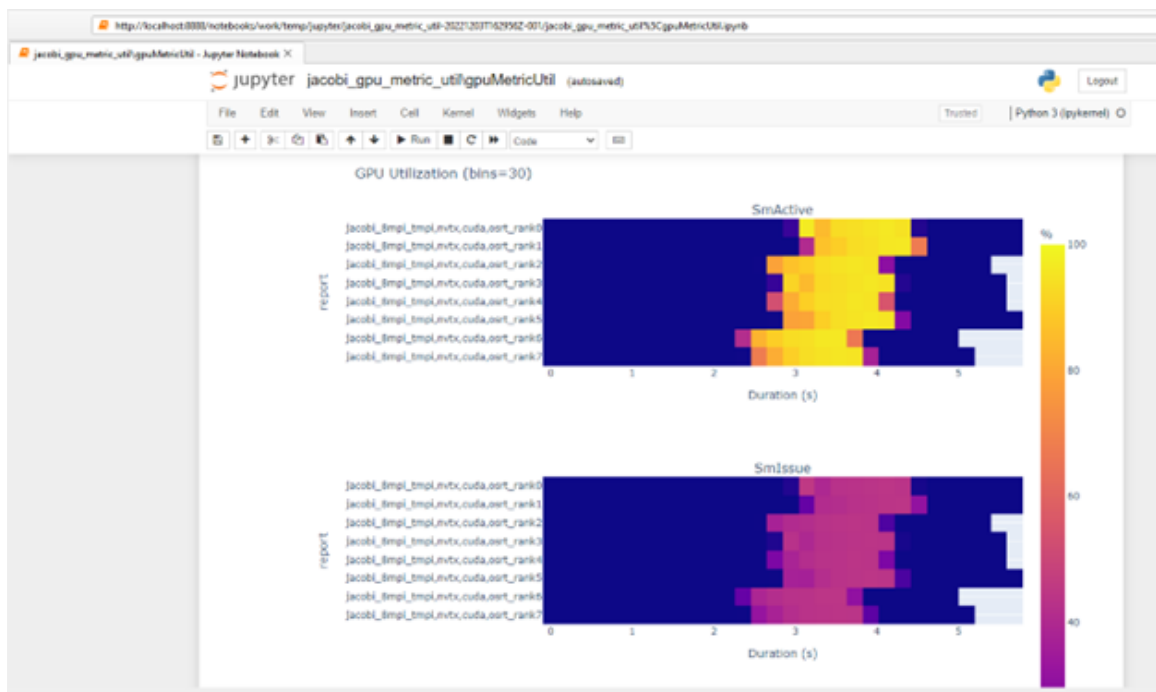 http://localhost:8888/notebooks/work/temp/jupyter/jacobi_gpu_metric_util-20221203T162956Z-001/jacobi_gpu_metric_util%5CgpuMetricUtil.ipynb
jacobi_gpu_metric_util\gpuMetricUtil - Jupyter Notebook ×
jupyter jacobi_gpu_metric_util\gpuMetricUtil (autosaved) Logout
File Edit View Insert Cell Kernel Widgets Help Trusted Python 3 (ipykernel)
Run Code
GPU Utilization (bins=30)
SmActive
jacobi_8mpi_tmpi,nvtx,cuda,osrt_rank0
jacobi_8mpi_tmpi,nvtx,cuda,osrt_rank1
jacobi_8mpi_tmpi,nvtx,cuda,osrt_rank2
jacobi_8mpi_tmpi,nvtx,cuda,osrt_rank3
jacobi_8mpi_tmpi,nvtx,cuda,osrt_rank4
jacobi_8mpi_tmpi,nvtx,cuda,osrt_rank5
jacobi_8mpi_tmpi,nvtx,cuda,osrt_rank6
jacobi_8mpi_tmpi,nvtx,cuda,osrt_rank7
report
0 1 2 3 4 5
Duration (s)
%
100
80
60
40
SmIssue
jacobi_8mpi_tmpi,nvtx,cuda,osrt_rank0
jacobi_8mpi_tmpi,nvtx,cuda,osrt_rank1
jacobi_8mpi_tmpi,nvtx,cuda,osrt_rank2
jacobi_8mpi_tmpi,nvtx,cuda,osrt_rank3
jacobi_8mpi_tmpi,nvtx,cuda,osrt_rank4
jacobi_8mpi_tmpi,nvtx,cuda,osrt_rank5
jacobi_8mpi_tmpi,nvtx,cuda,osrt_rank6
jacobi_8mpi_tmpi,nvtx,cuda,osrt_rank7
report
0 1 2 3 4 5
Duration (s)